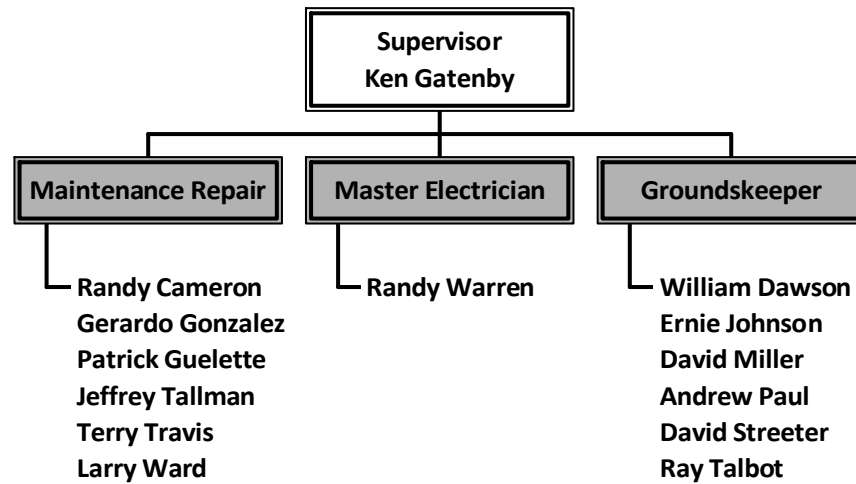 Supervisor
Ken Gatenby
Maintenance Repair
Randy Cameron
Gerardo Gonzalez
Patrick Guelette
Jeffrey Tallman
Terry Travis
Larry Ward
Master Electrician
Randy Warren
Groundskeeper
William Dawson
Ernie Johnson
David Miller
Andrew Paul
David Streeter
Ray Talbot